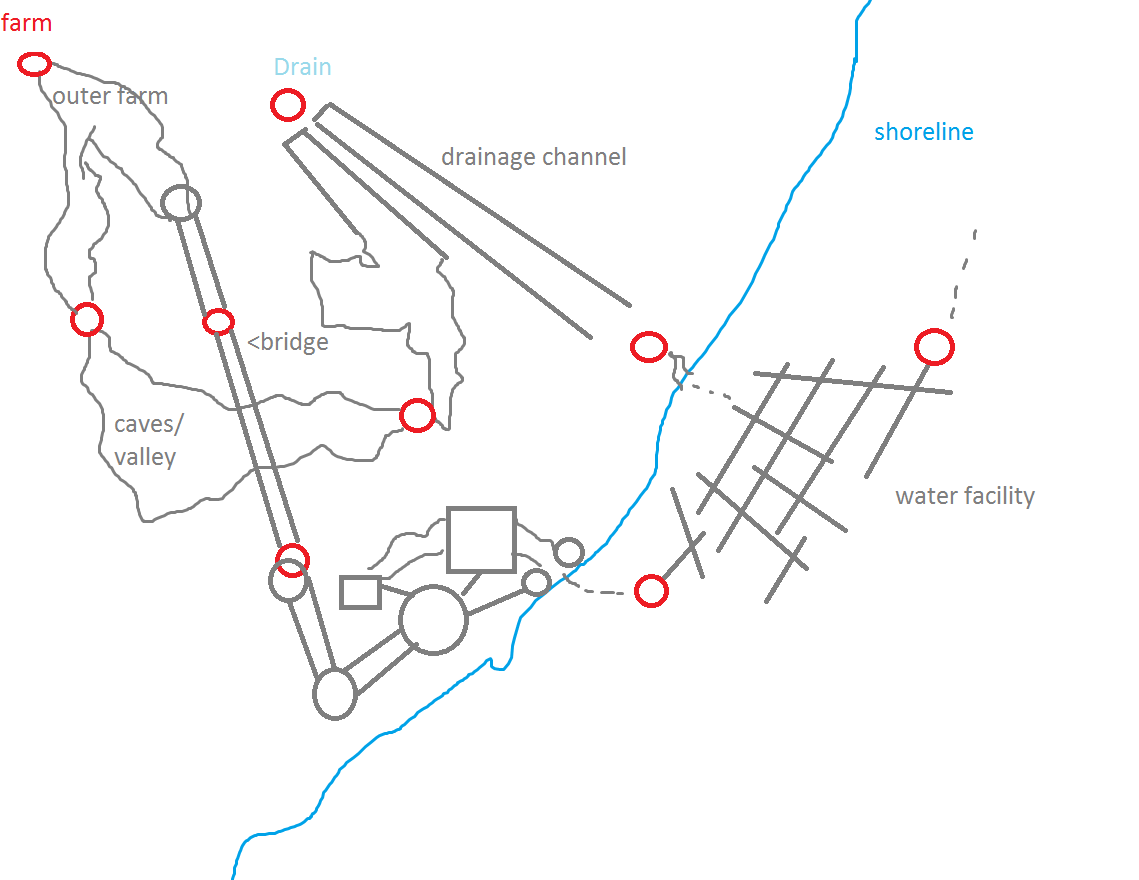 farm
Drain
outer farm
shoreline
drainage channel
<bridge
caves/
valley
water facility